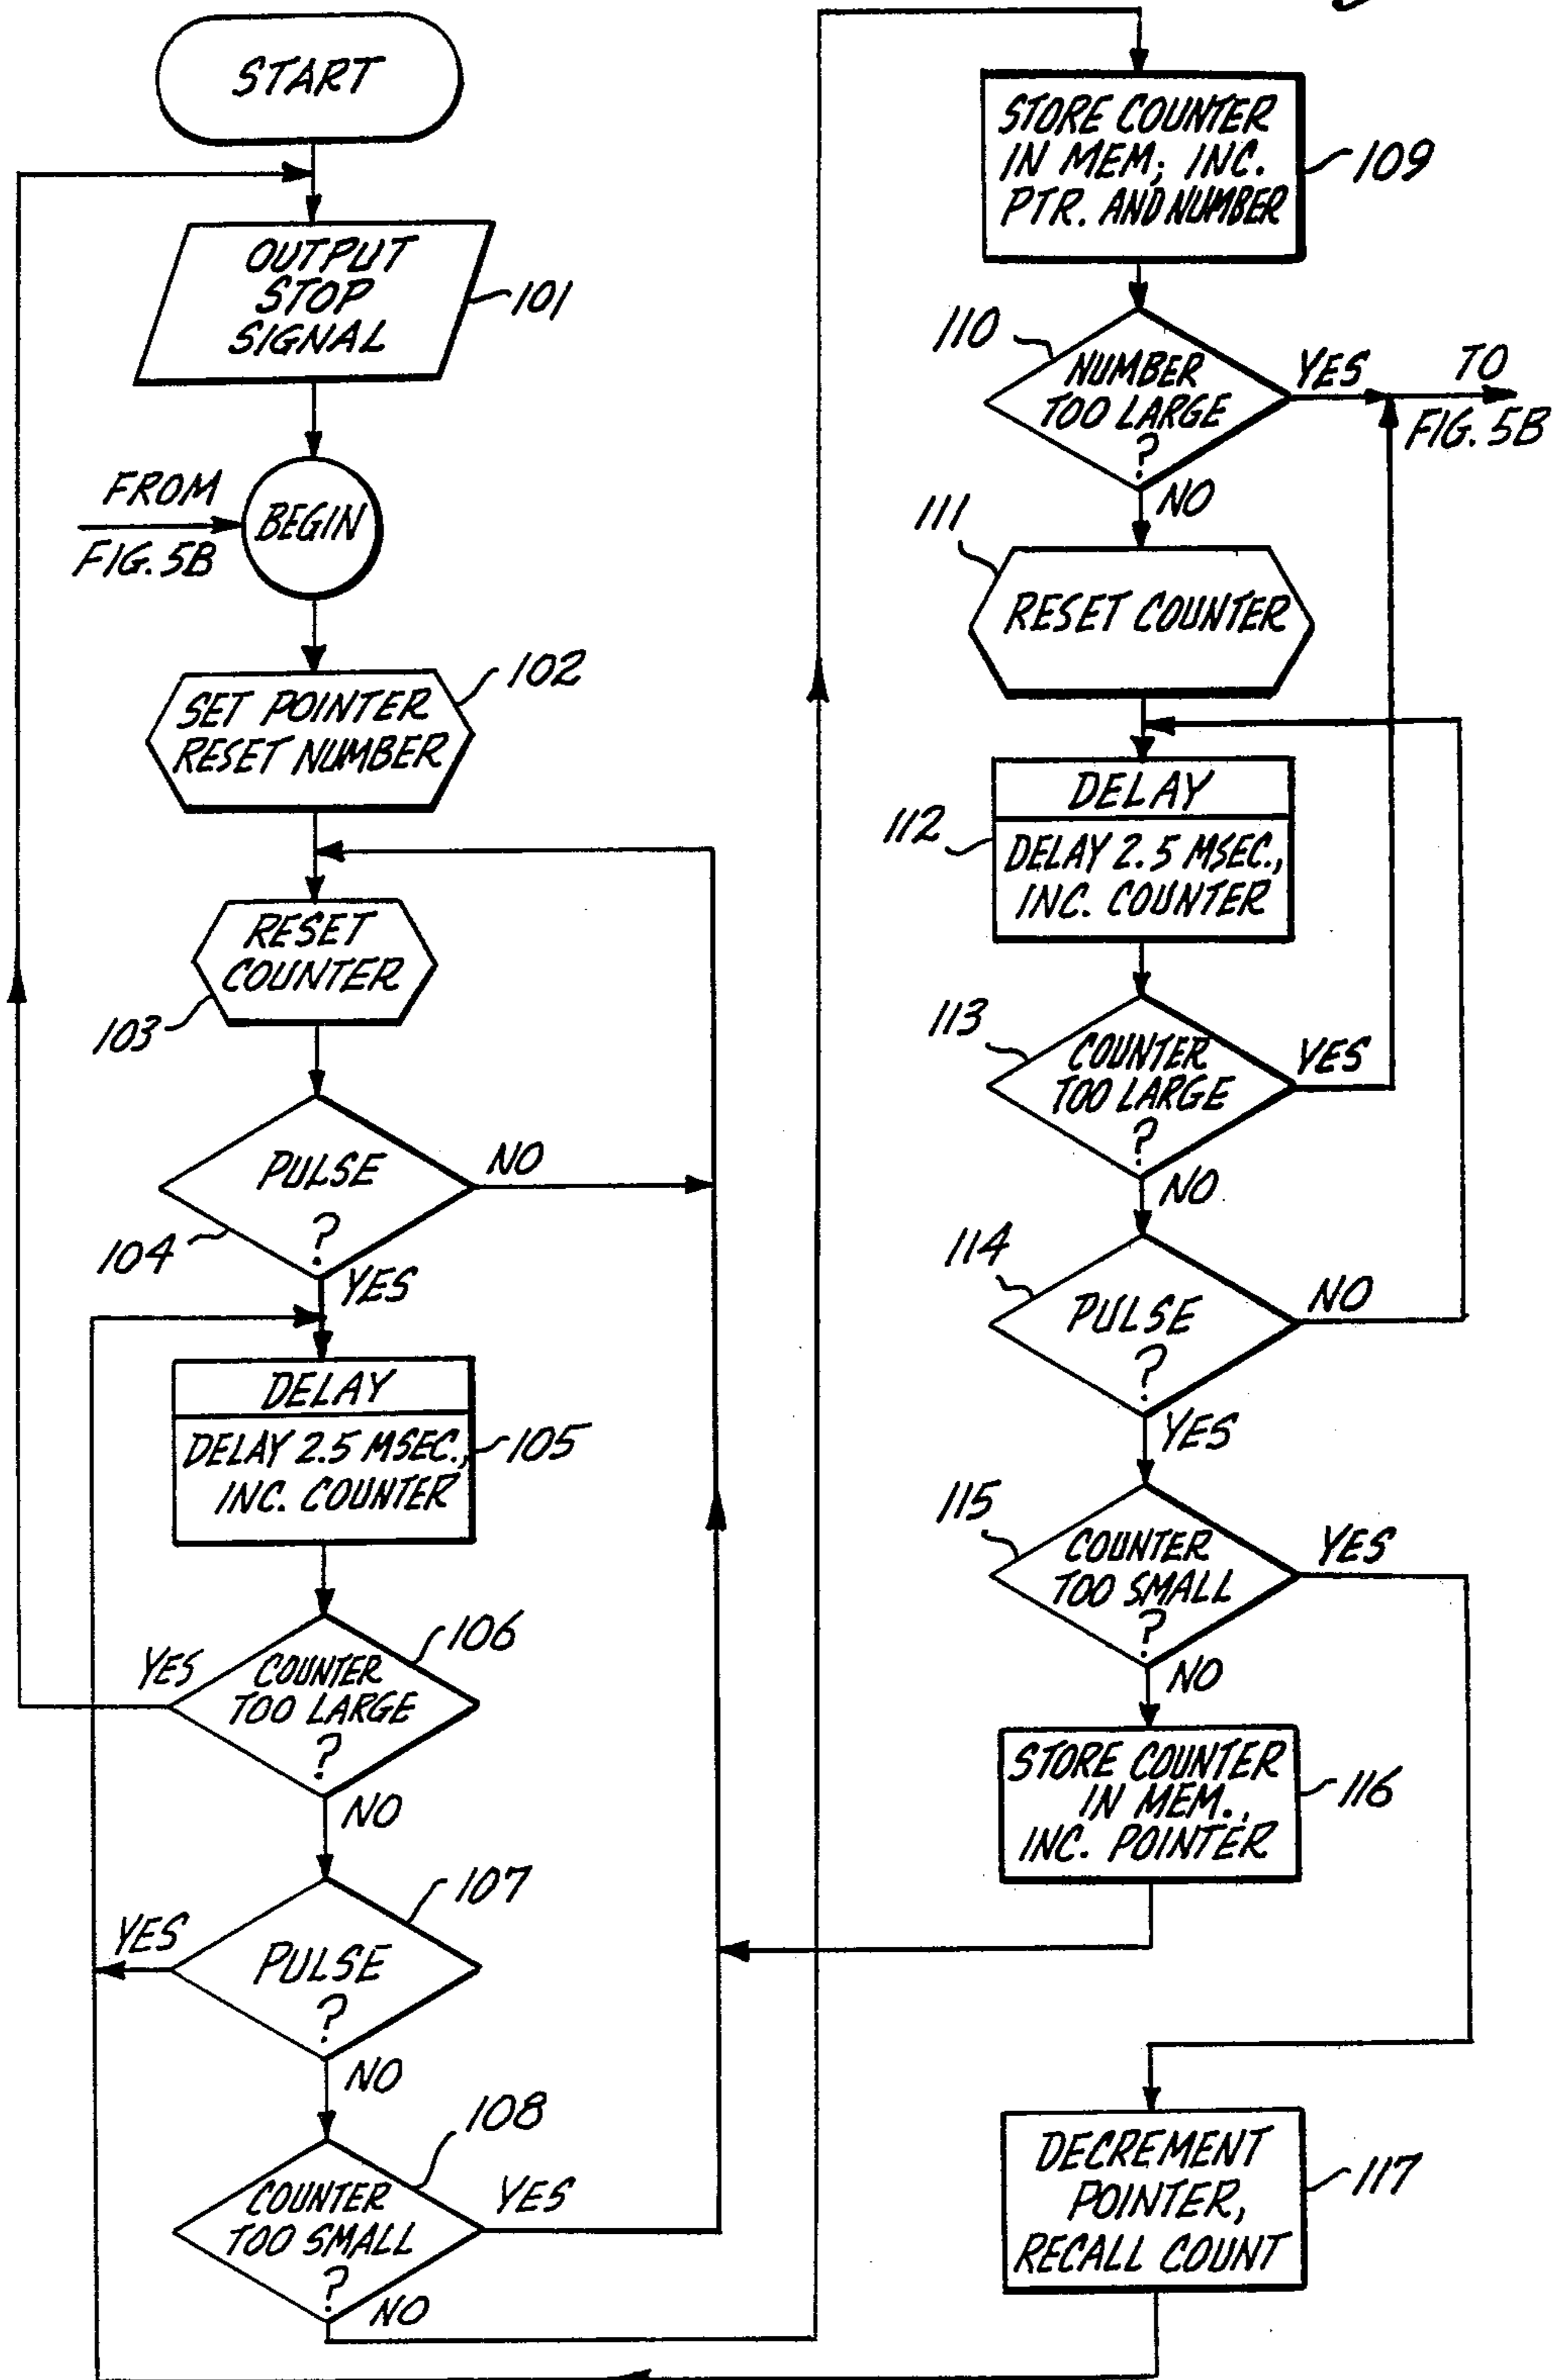 START
OUTPUT
STOP
SIGNAL
101
FROM
FIG. 5B
BEGIN
SET POINTER
RESET NUMBER
102
RESET
COUNTER
103
PULSE
?
104
NO
YES
DELAY
DELAY 2.5 MSEC.,
INC. COUNTER
105
COUNTER
TOO LARGE
?
106
YES
NO
PULSE
?
107
YES
NO
COUNTER
TOO SMALL
?
108
YES
NO
STORE COUNTER
IN MEM; INC.
PTR. AND NUMBER
109
110
NUMBER
TOO LARGE
?
YES
TO
FIG. 5B
NO
111
RESET COUNTER
DELAY
112
DELAY 2.5 MSEC.,
INC. COUNTER
113
COUNTER
TOO LARGE
?
YES
NO
114
PULSE
?
NO
YES
115
COUNTER
TOO SMALL
?
YES
NO
STORE COUNTER
IN MEM.,
INC. POINTER
116
DECREMENT
POINTER,
RECALL COUNT
117